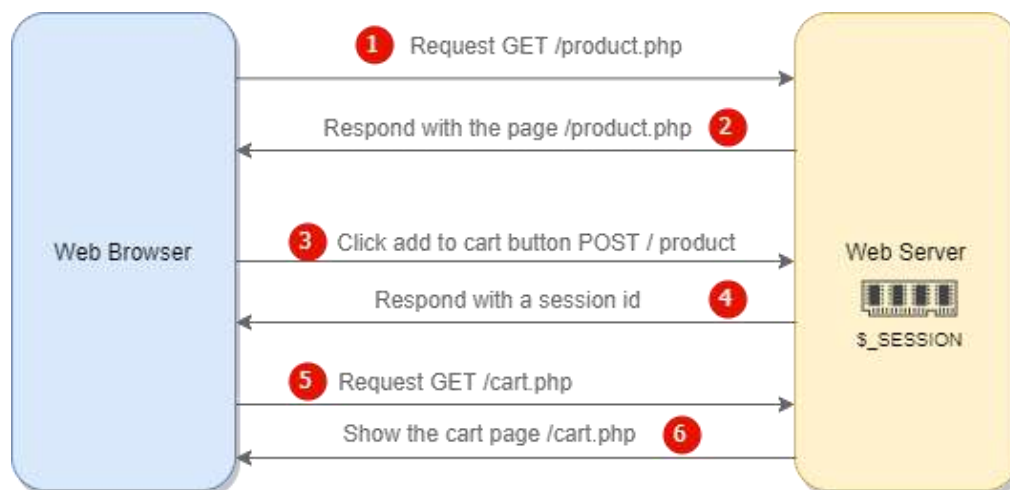 1 Request GET /product.php
Respond with the page /product.php 2
3 Click add to cart button POST / product
Web Browser
Web Server
Respond with a session id 4
$_SESSION
5 Request GET /cart.php
Show the cart page /cart.php 6